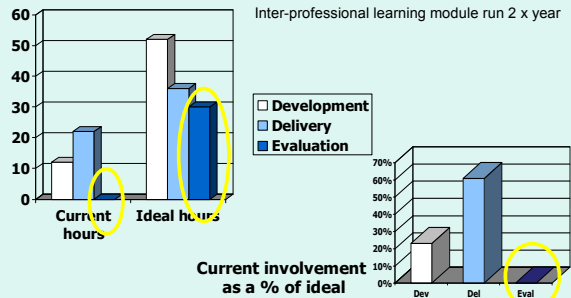 Inter-professional learning module run 2 x year
60
50
40
30
20
10
0
Current hours
Ideal hours
Development
Delivery
Evaluation
70%
60%
50%
40%
30%
20%
10%
0%
Dev
Del
Eval
Current involvement
as a % of ideal